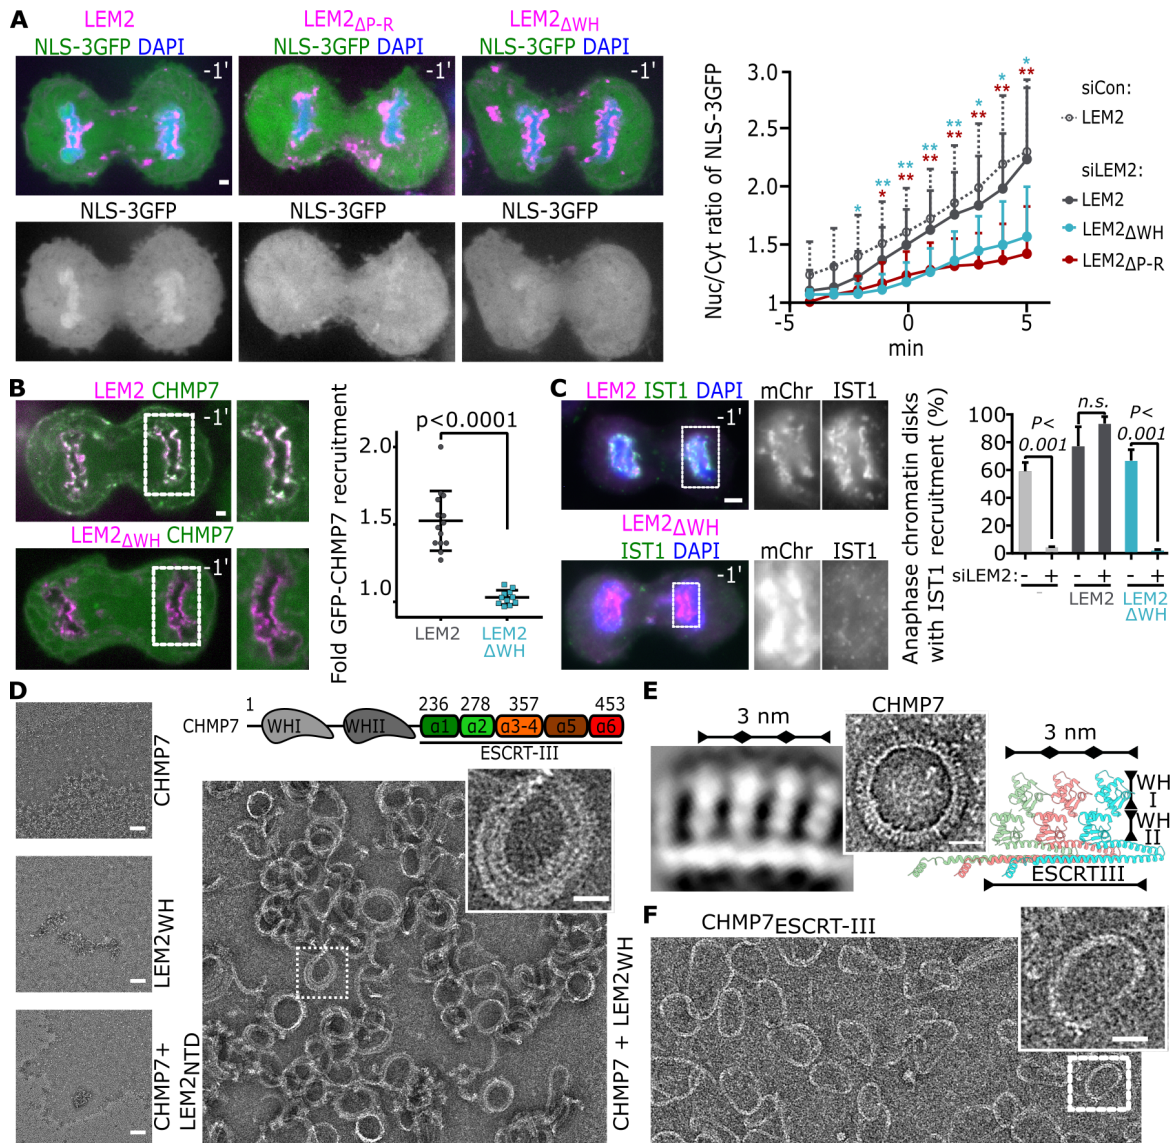 A
LEM2
NLS-3GFP DAPI
-1'
LEM2ΔP-R
NLS-3GFP DAPI
-1'
LEM2ΔWH
NLS-3GFP DAPI
-1'
NLS-3GFP
NLS-3GFP
NLS-3GFP
Nuc/Cyt ratio of NLS-3GFP
3.0
2.0
1.5
1
-5
0
5
min
* ** ** ** ** * * *
* ** ** ** ** ** **
siCon:
LEM2
siLEM2:
LEM2
LEM2ΔWH
LEM2ΔP-R
B
LEM2 CHMP7
-1'
LEM2ΔWH CHMP7
-1'
Fold GFP-CHMP7 recruitment
p<0.0001
2.0
1.5
1.0
LEM2
LEM2
ΔWH
C
LEM2 IST1 DAPI
-1'
mChr
IST1
LEM2ΔWH
IST1 DAPI
-1'
mChr
IST1
Anaphase chromatin disks
with IST1 recruitment (%)
100
80
60
40
20
0
P<
0.001
n.s.
P<
0.001
siLEM2:
- + - + - +
-
LEM2
LEM2
ΔWH
D
CHMP7
LEM2WH
CHMP7+
LEM2NTD
1
236
278
357
453
CHMP7
WHI
WHII
α1
α2
α3-4
α5
α6
ESCRT-III
CHMP7 + LEM2WH
E
3 nm
CHMP7
3 nm
WH
I
WH
II
ESCRTIII
F
CHMP7ESCRT-III